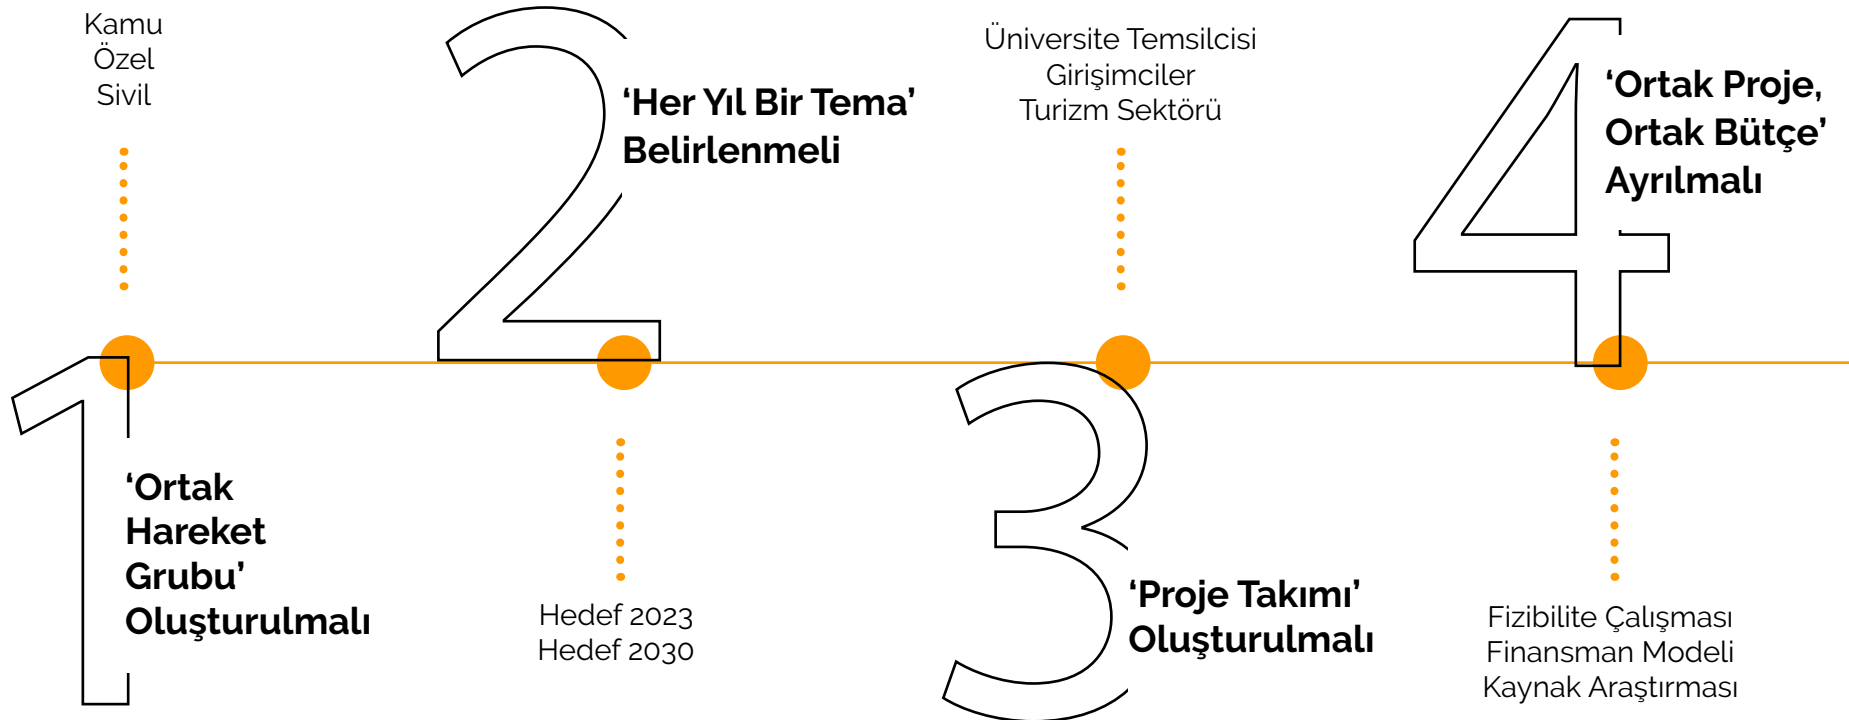 Kamu
Özel
Sivil
1
‘Ortak
Hareket
Grubu’
Oluşturulmalı
2
‘Her Yıl Bir Tema’
Belirlenmeli
Hedef 2023
Hedef 2030
Üniversite Temsilcisi
Girişimciler
Turizm Sektörü
3
‘Proje Takımı’
Oluşturulmalı
4
‘Ortak Proje,
Ortak Bütçe’
Ayrılmalı
Fizibilite Çalışması
Finansman Modeli
Kaynak Araştırması